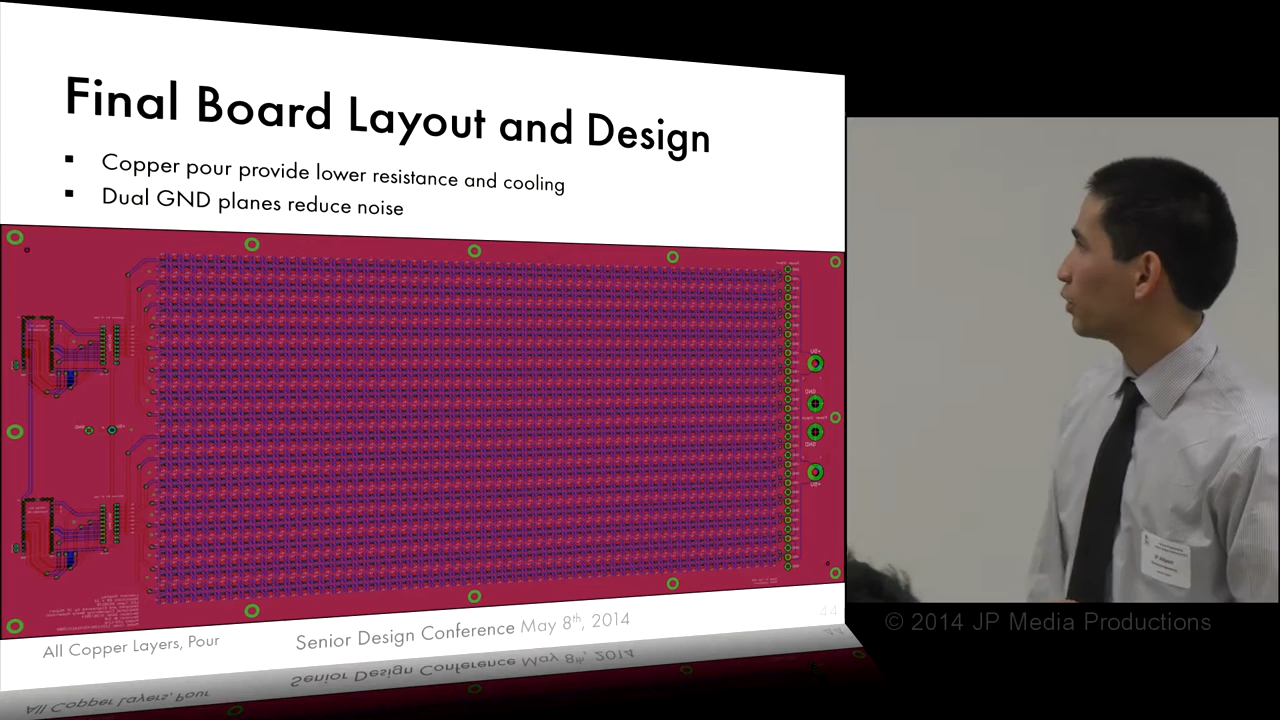 Final Board Layout and Design
▪ Copper pour provide lower resistance and cooling
▪ Dual GND planes reduce noise
All Copper Layers, Pour
Senior Design Conference May 8th, 2014
44
© 2014 JP Media Productions